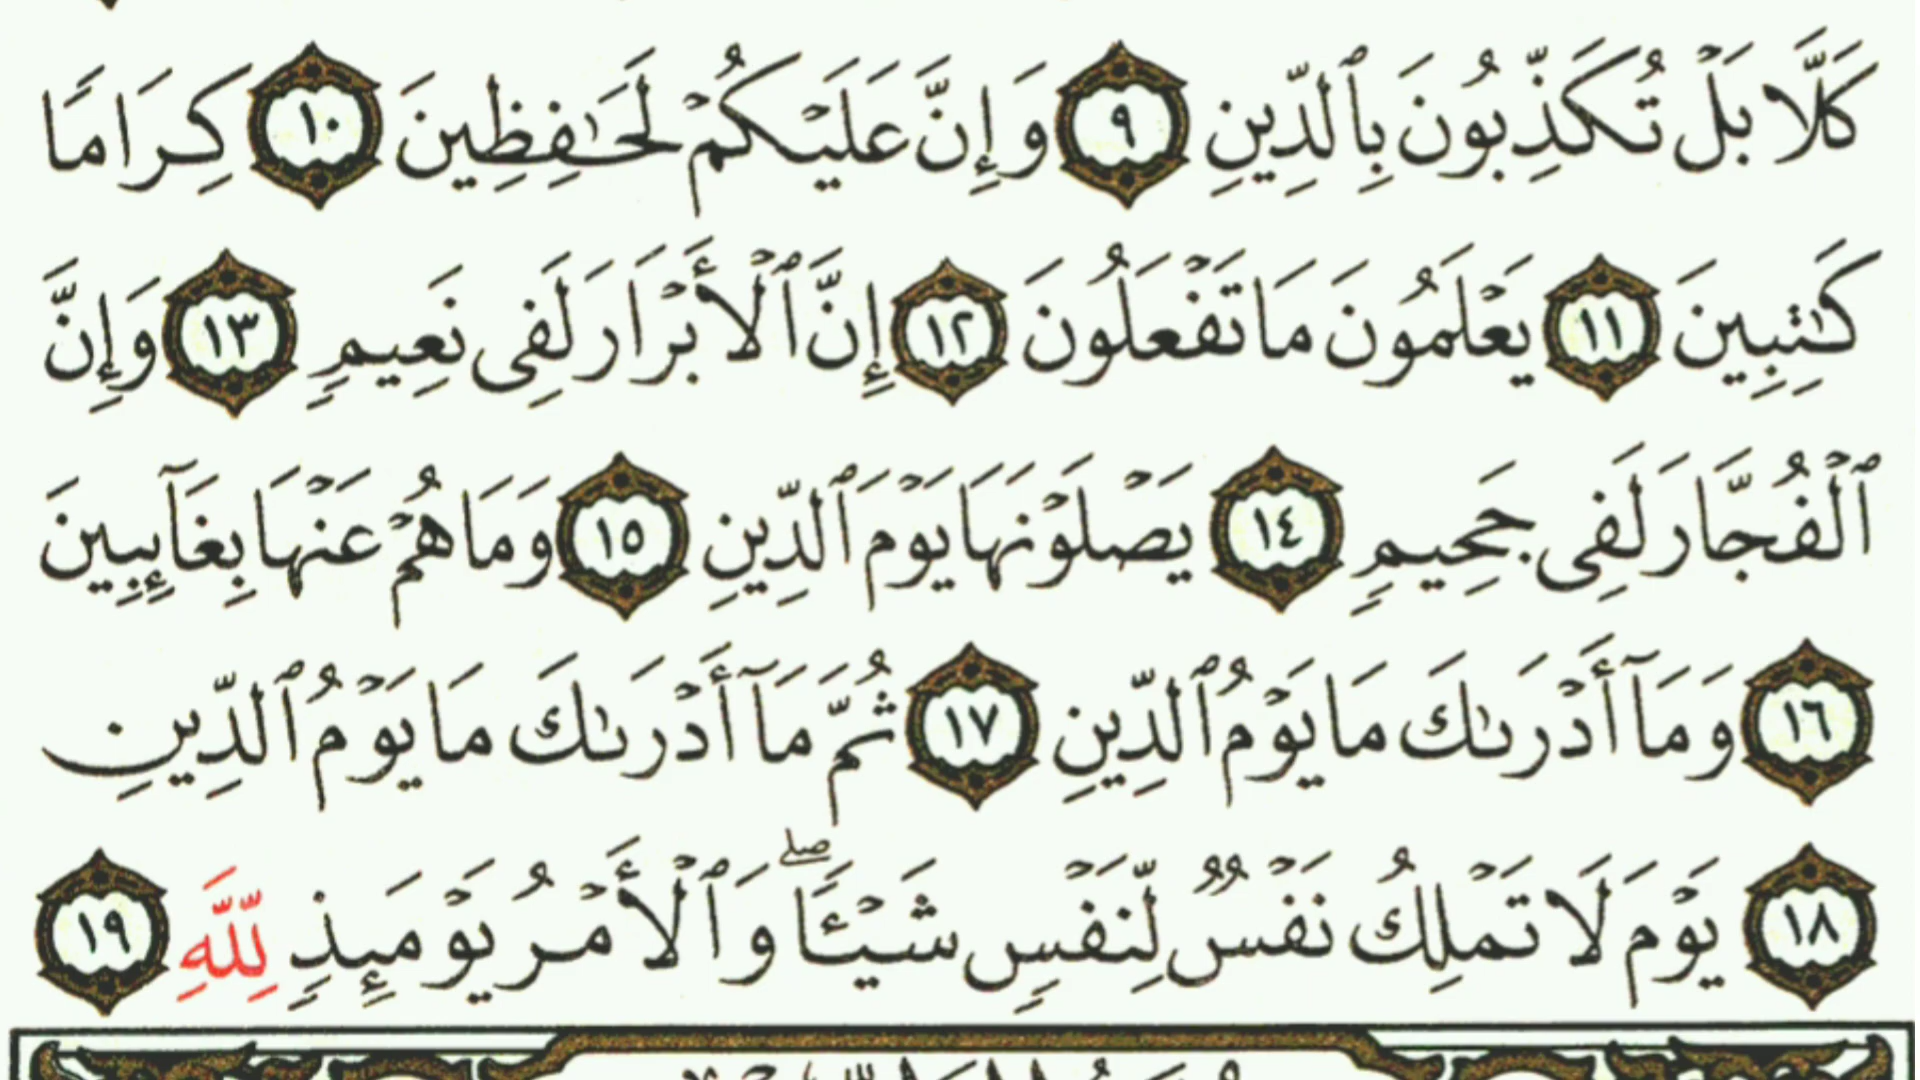 كَلَّا بَلْ تُكَذِّبُونَ بِٱلدِّينِ ٩ وَإِنَّ عَلَيْكُمْ لَحَٰفِظِينَ ١٠ كِرَامًا
كَٰتِبِينَ ١١ يَعْلَمُونَ مَا تَفْعَلُونَ ١٢ إِنَّ ٱلْأَبْرَارَ لَفِى نَعِيمٍ ١٣ وَإِنَّ
ٱلْفُجَّارَ لَفِى جَحِيمٍ ١٤ يَصْلَوْنَهَا يَوْمَ ٱلدِّينِ ١٥ وَمَا هُمْ عَنْهَا بِغَآئِبِينَ
١٦ وَمَآ أَدْرَىٰكَ مَا يَوْمُ ٱلدِّينِ ١٧ ثُمَّ مَآ أَدْرَىٰكَ مَا يَوْمُ ٱلدِّينِ
١٨ يَوْمَ لَا تَمْلِكُ نَفْسٌ لِّنَفْسٍ شَيْـًٔا ۖ وَٱلْأَمْرُ يَوْمَئِذٍ لِّلَّهِ ١٩